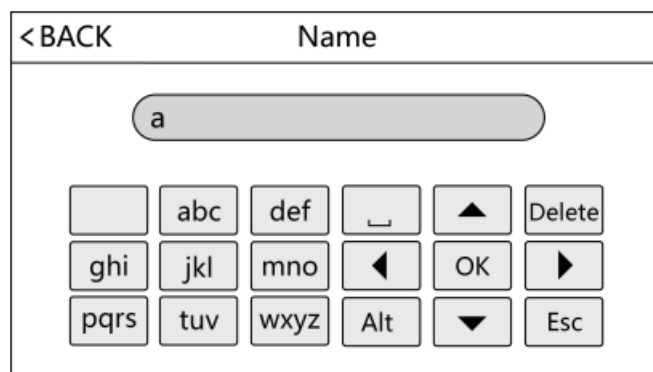 <BACK Name
a
abc def ⎵ ▲ Delete
ghi jkl mno ◀ OK ▶
pqrs tuv wxyz Alt ▼ Esc